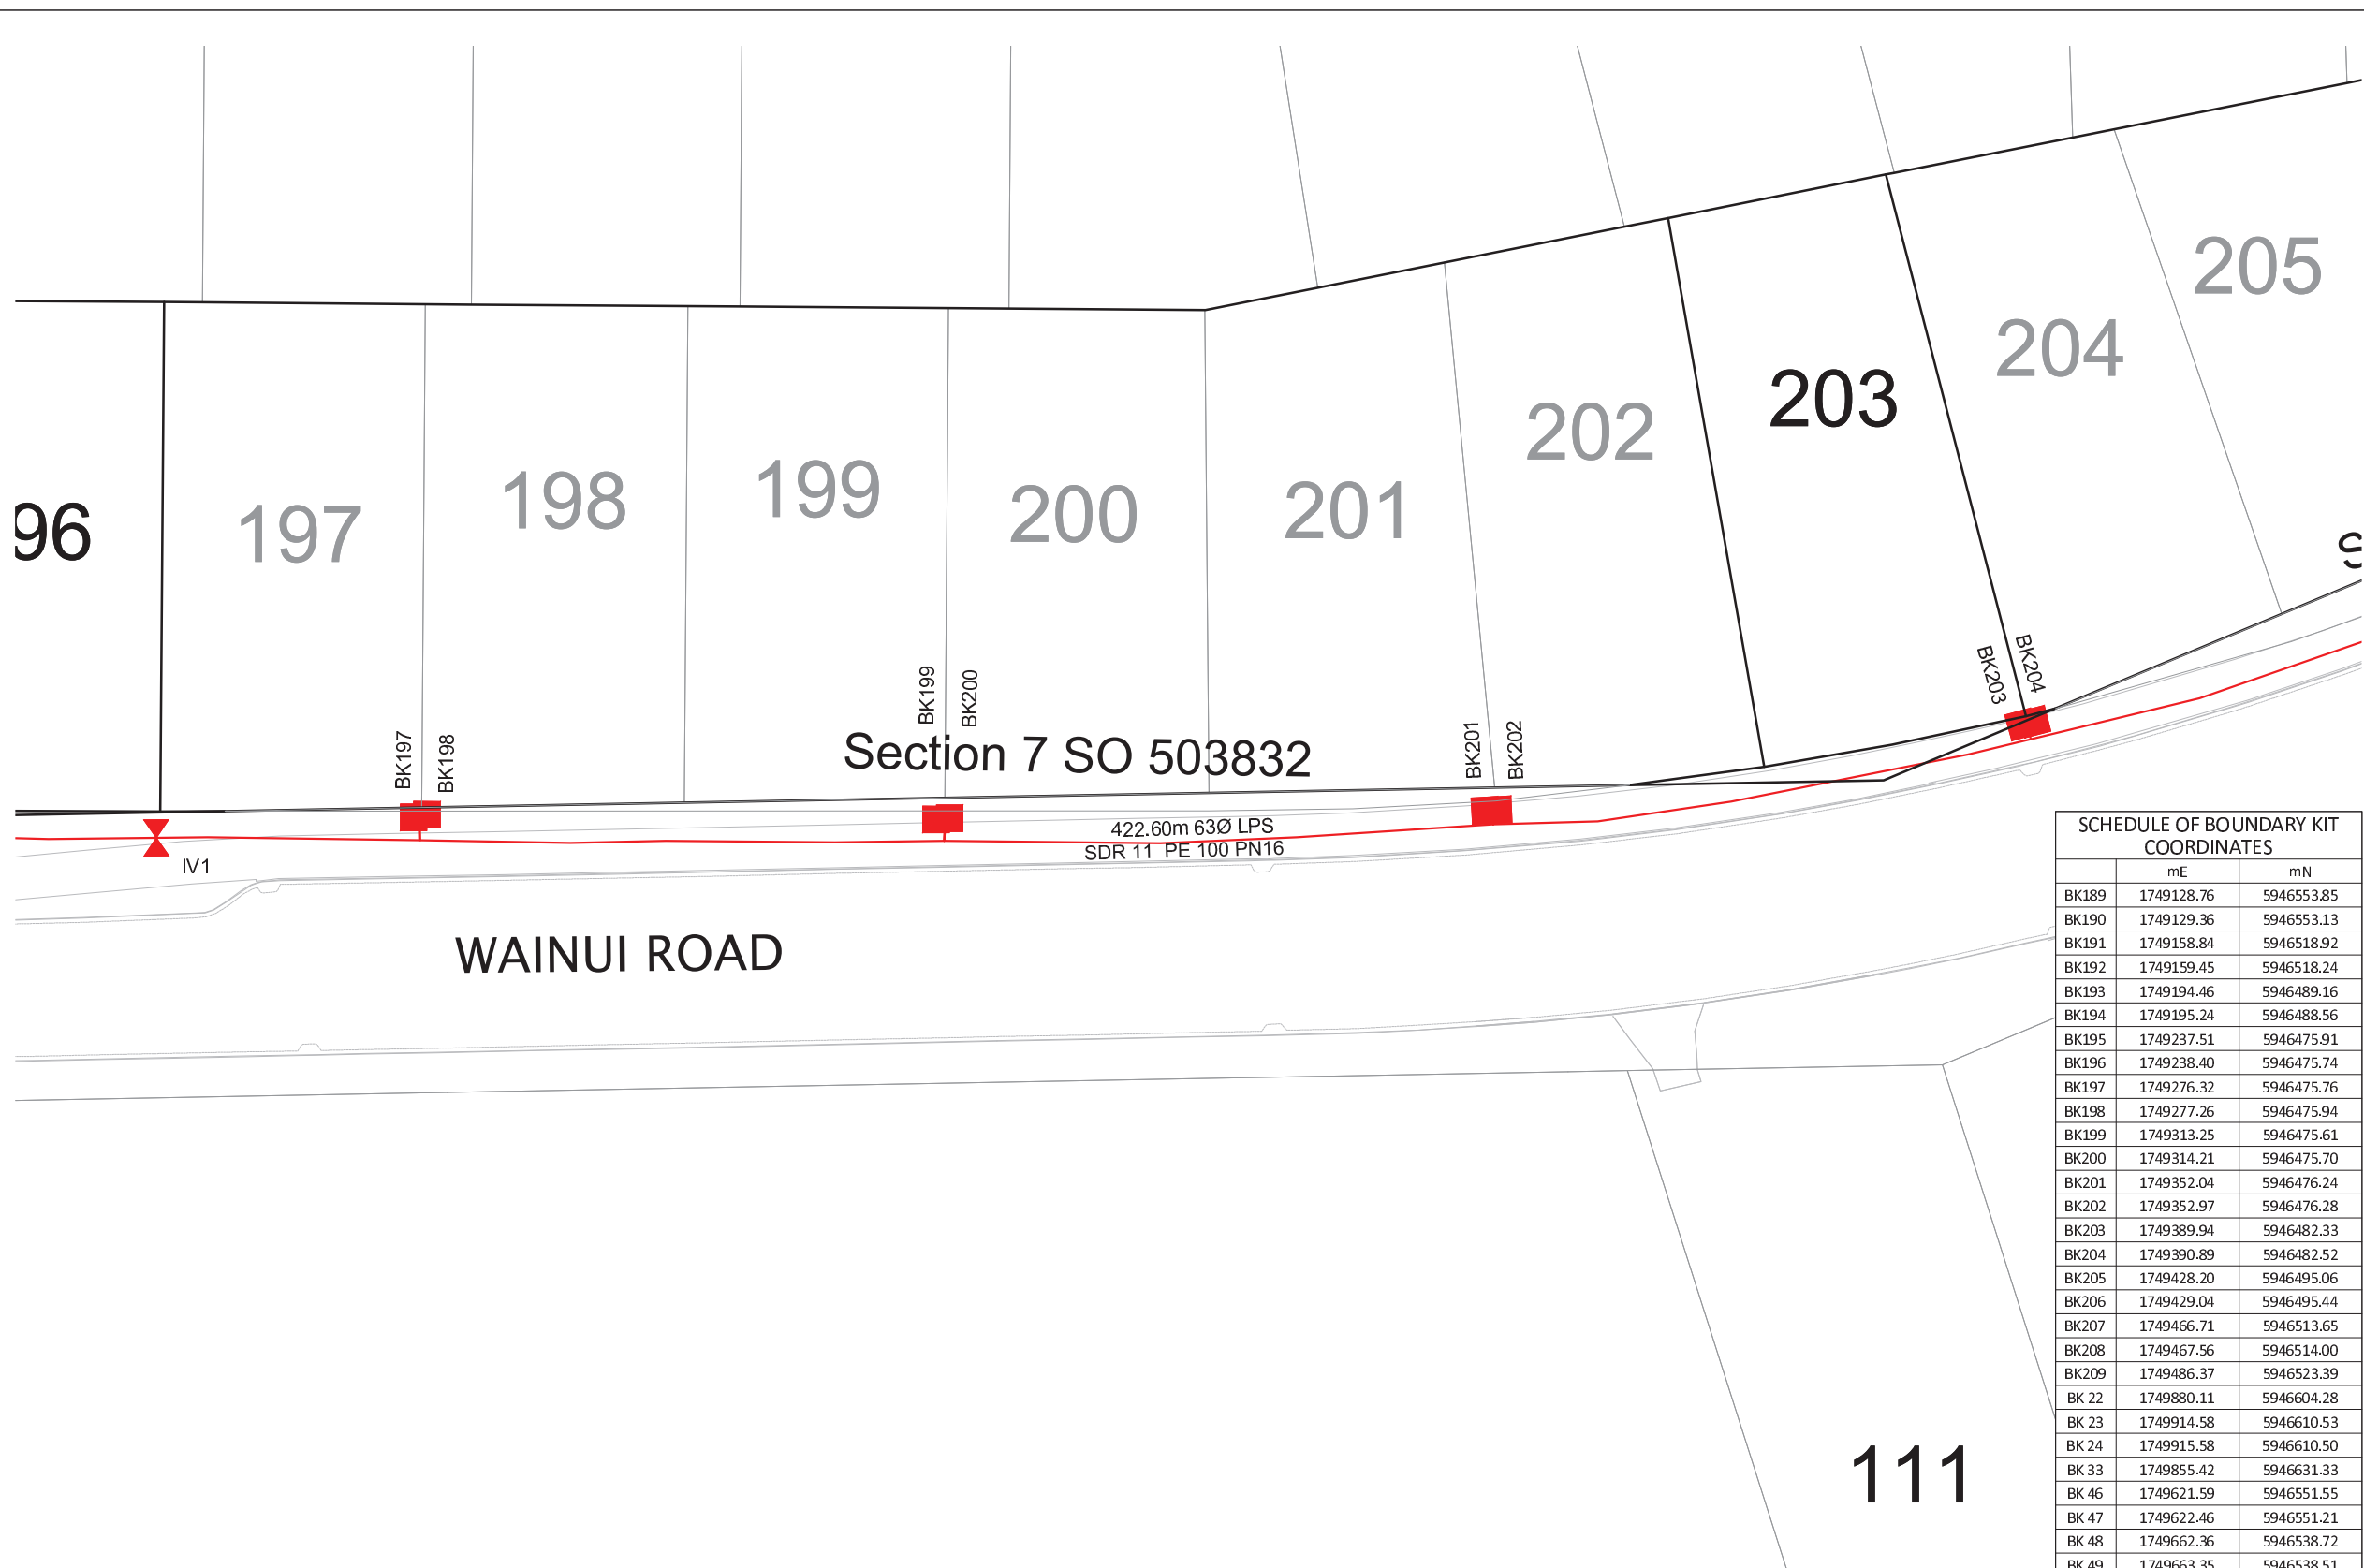 205
204
203
202
199
198
201
200
197
96
BK203
BK204
BK199
BK200
BK201
BK202
BK197
BK198
Section 7 SO 503832
422.60m 63Ø LPS
SDR 11 PE 100 PN16
IV1
WAINUI ROAD
111
SCHEDULE OF BOUNDARY KIT
COORDINATES
mE mN
BK189 1749128.76 5946553.85
BK190 1749129.36 5946553.13
BK191 1749158.84 5946518.92
BK192 1749159.45 5946518.24
BK193 1749194.46 5946489.16
BK194 1749195.24 5946488.56
BK195 1749237.51 5946475.91
BK196 1749238.40 5946475.74
BK197 1749276.32 5946475.76
BK198 1749277.26 5946475.94
BK199 1749313.25 5946475.61
BK200 1749314.21 5946475.70
BK201 1749352.04 5946476.24
BK202 1749352.97 5946476.28
BK203 1749389.94 5946482.33
BK204 1749390.89 5946482.52
BK205 1749428.20 5946495.06
BK206 1749429.04 5946495.44
BK207 1749466.71 5946513.65
BK208 1749467.56 5946514.00
BK209 1749486.37 5946523.39
BK 22 1749880.11 5946604.28
BK 23 1749914.58 5946610.53
BK 24 1749915.58 5946610.50
BK 33 1749855.42 5946631.33
BK 46 1749621.59 5946551.55
BK 47 1749622.46 5946551.21
BK 48 1749662.36 5946538.72
BK 49 1749663.35 5946538.51